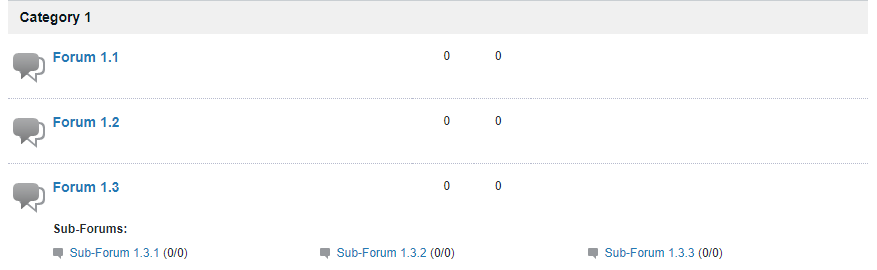 Category 1
Forum 1.1 0 0
Forum 1.2 0 0
Forum 1.3 0 0
Sub-Forums:
Sub-Forum 1.3.1 (0/0) Sub-Forum 1.3.2 (0/0) Sub-Forum 1.3.3 (0/0)